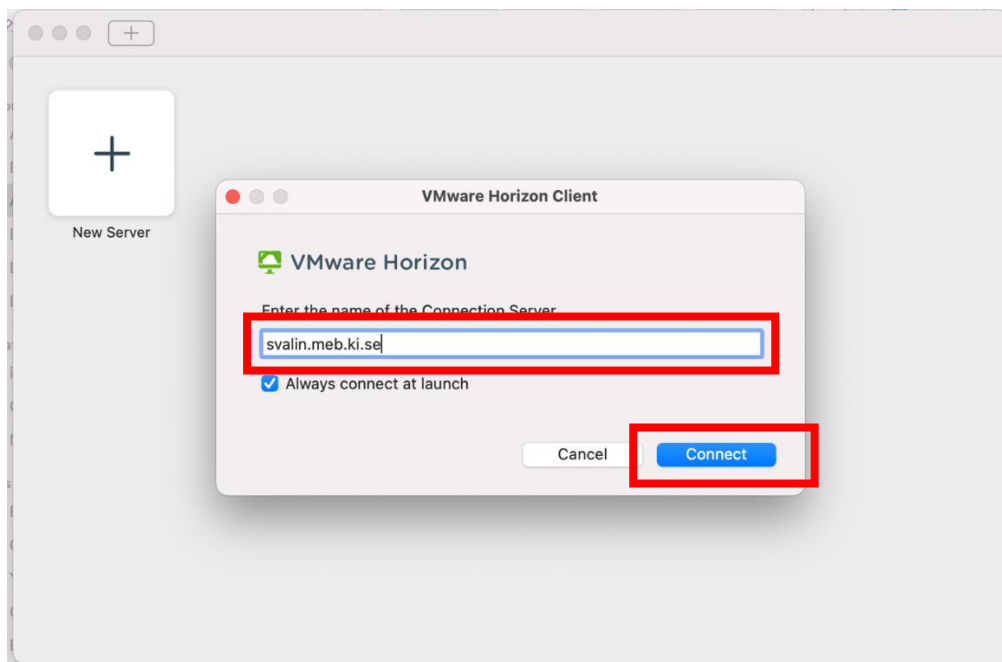 New Server
VMware Horizon Client
VMware Horizon
Enter the name of the Connection Server
svalin.meb.ki.se
Always connect at launch
Cancel
Connect